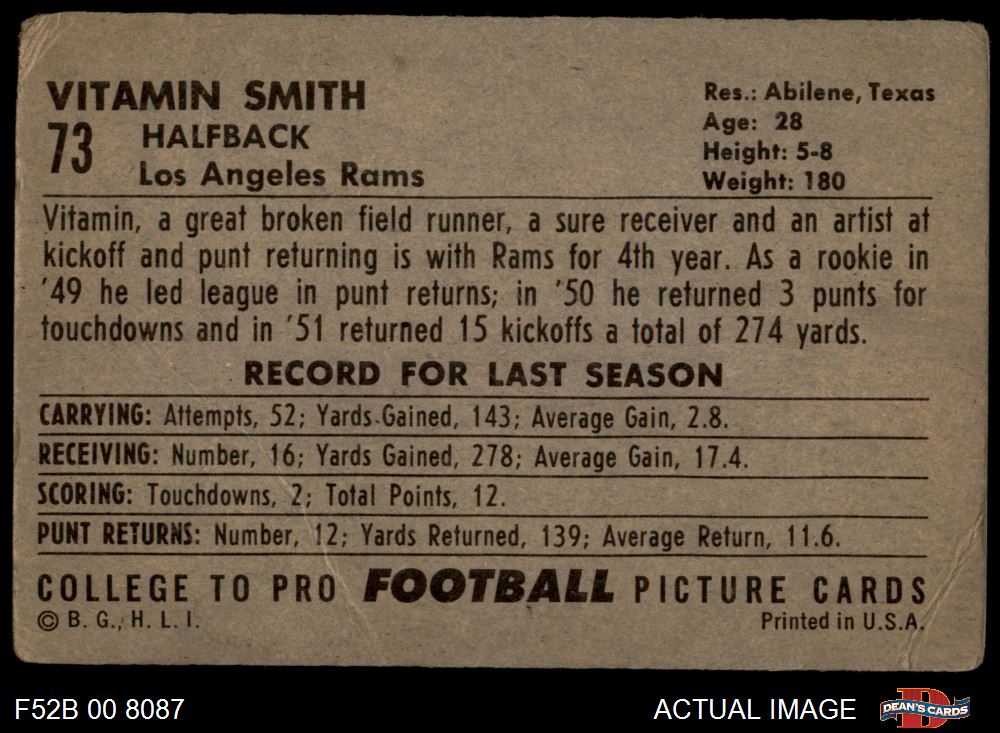 VITAMIN SMITH
73
HALFBACK
Los Angeles Rams
Res.: Abilene, Texas
Age: 28
Height: 5-8
Weight: 180
Vitamin, a great broken field runner, a sure receiver and an artist at
kickoff and punt returning is with Rams for 4th year. As a rookie in
'49 he led league in punt returns; in '50 he returned 3 punts for
touchdowns and in '51 returned 15 kickoffs a total of 274 yards.
RECORD FOR LAST SEASON
CARRYING: Attempts, 52; Yards Gained, 143; Average Gain, 2.8.
RECEIVING: Number, 16; Yards Gained, 278; Average Gain, 17.4.
SCORING: Touchdowns, 2; Total Points, 12.
PUNT RETURNS: Number, 12; Yards Returned, 139; Average Return, 11.6.
COLLEGE TO PRO FOOTBALL PICTURE CARDS
© B. G., H. L. I.
Printed in U.S.A.
F52B 00 8087
ACTUAL IMAGE
D
DEAN'S CARDS